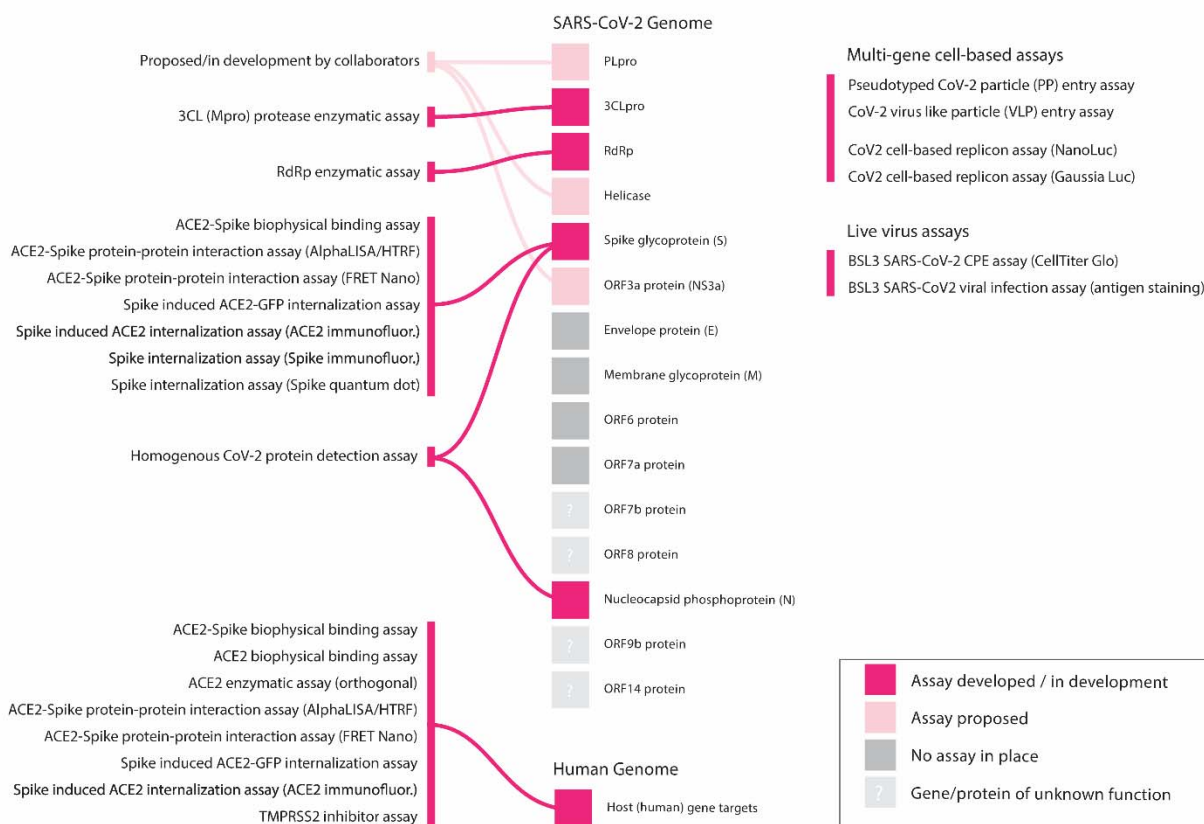 SARS-CoV-2 Genome
Proposed/in development by collaborators
3CL (Mpro) protease enzymatic assay
RdRp enzymatic assay
ACE2-Spike biophysical binding assay
ACE2-Spike protein-protein interaction assay (AlphaLISA/HTRF)
ACE2-Spike protein-protein interaction assay (FRET Nano)
Spike induced ACE2-GFP internalization assay
Spike induced ACE2 internalization assay (ACE2 immunofluor.)
Spike internalization assay (Spike immunofluor.)
Spike internalization assay (Spike quantum dot)
Homogenous CoV-2 protein detection assay
ACE2-Spike biophysical binding assay
ACE2 biophysical binding assay
ACE2 enzymatic assay (orthogonal)
ACE2-Spike protein-protein interaction assay (AlphaLISA/HTRF)
ACE2-Spike protein-protein interaction assay (FRET Nano)
Spike induced ACE2-GFP internalization assay
Spike induced ACE2 internalization assay (ACE2 immunofluor.)
TMPRSS2 inhibitor assay
PLpro
3CLpro
RdRp
Helicase
Spike glycoprotein (S)
ORF3a protein (NS3a)
Envelope protein (E)
Membrane glycoprotein (M)
ORF6 protein
ORF7a protein
? ORF7b protein
? ORF8 protein
Nucleocapsid phosphoprotein (N)
? ORF9b protein
? ORF14 protein
Human Genome
Host (human) gene targets
Multi-gene cell-based assays
Pseudotyped CoV-2 particle (PP) entry assay
CoV-2 virus like particle (VLP) entry assay
CoV2 cell-based replicon assay (NanoLuc)
CoV2 cell-based replicon assay (Gaussia Luc)
Live virus assays
BSL3 SARS-CoV-2 CPE assay (CellTiter Glo)
BSL3 SARS-CoV2 viral infection assay (antigen staining)
Assay developed / in development
Assay proposed
No assay in place
? Gene/protein of unknown function